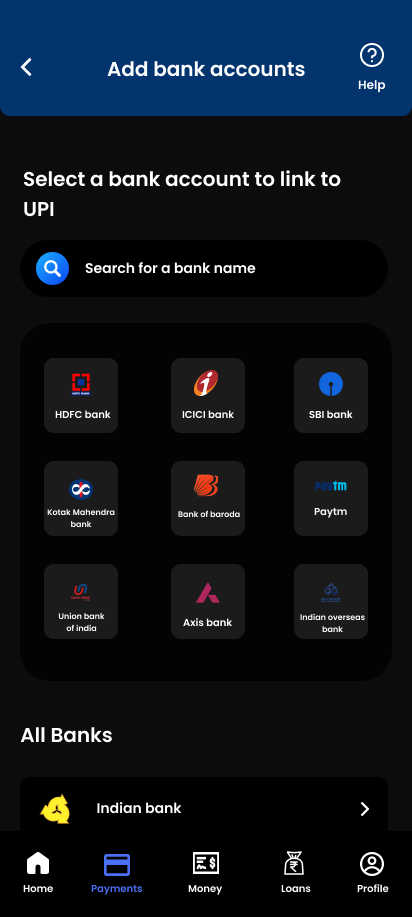 Add bank accounts
Help
Select a bank account to link to
UPI
Search for a bank name
HDFC bank
ICICI bank
SBI bank
Kotak Mahendra
bank
Bank of baroda
Paytm
Paytm
Union bank
of india
Axis bank
Indian overseas
bank
All Banks
Indian bank
Home
Payments
Money
Loans
Profile